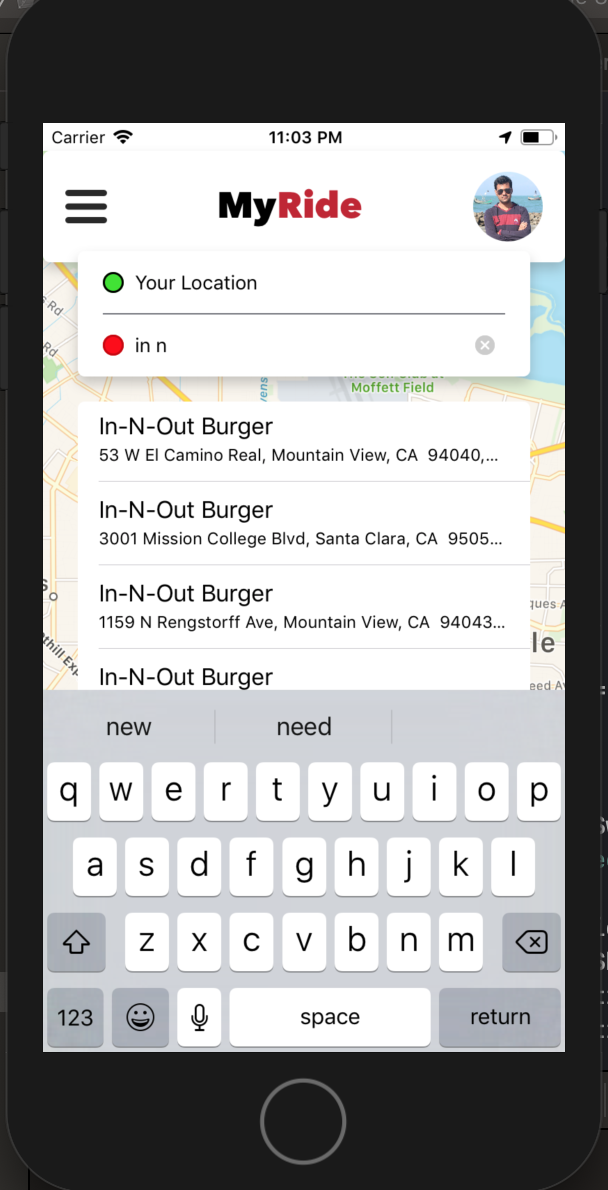 Carrier 11:03 PM
MyRide
Your Location
in n
Rd
Rd
Moffett Field
In-N-Out Burger
53 W El Camino Real, Mountain View, CA 94040,...
In-N-Out Burger
3001 Mission College Blvd, Santa Clara, CA 9505...
In-N-Out Burger
1159 N Rengstorff Ave, Mountain View, CA 94043...
In-N-Out Burger
new need
q w e r t y u i o p
a s d f g h j k l
z x c v b n m
123 space return